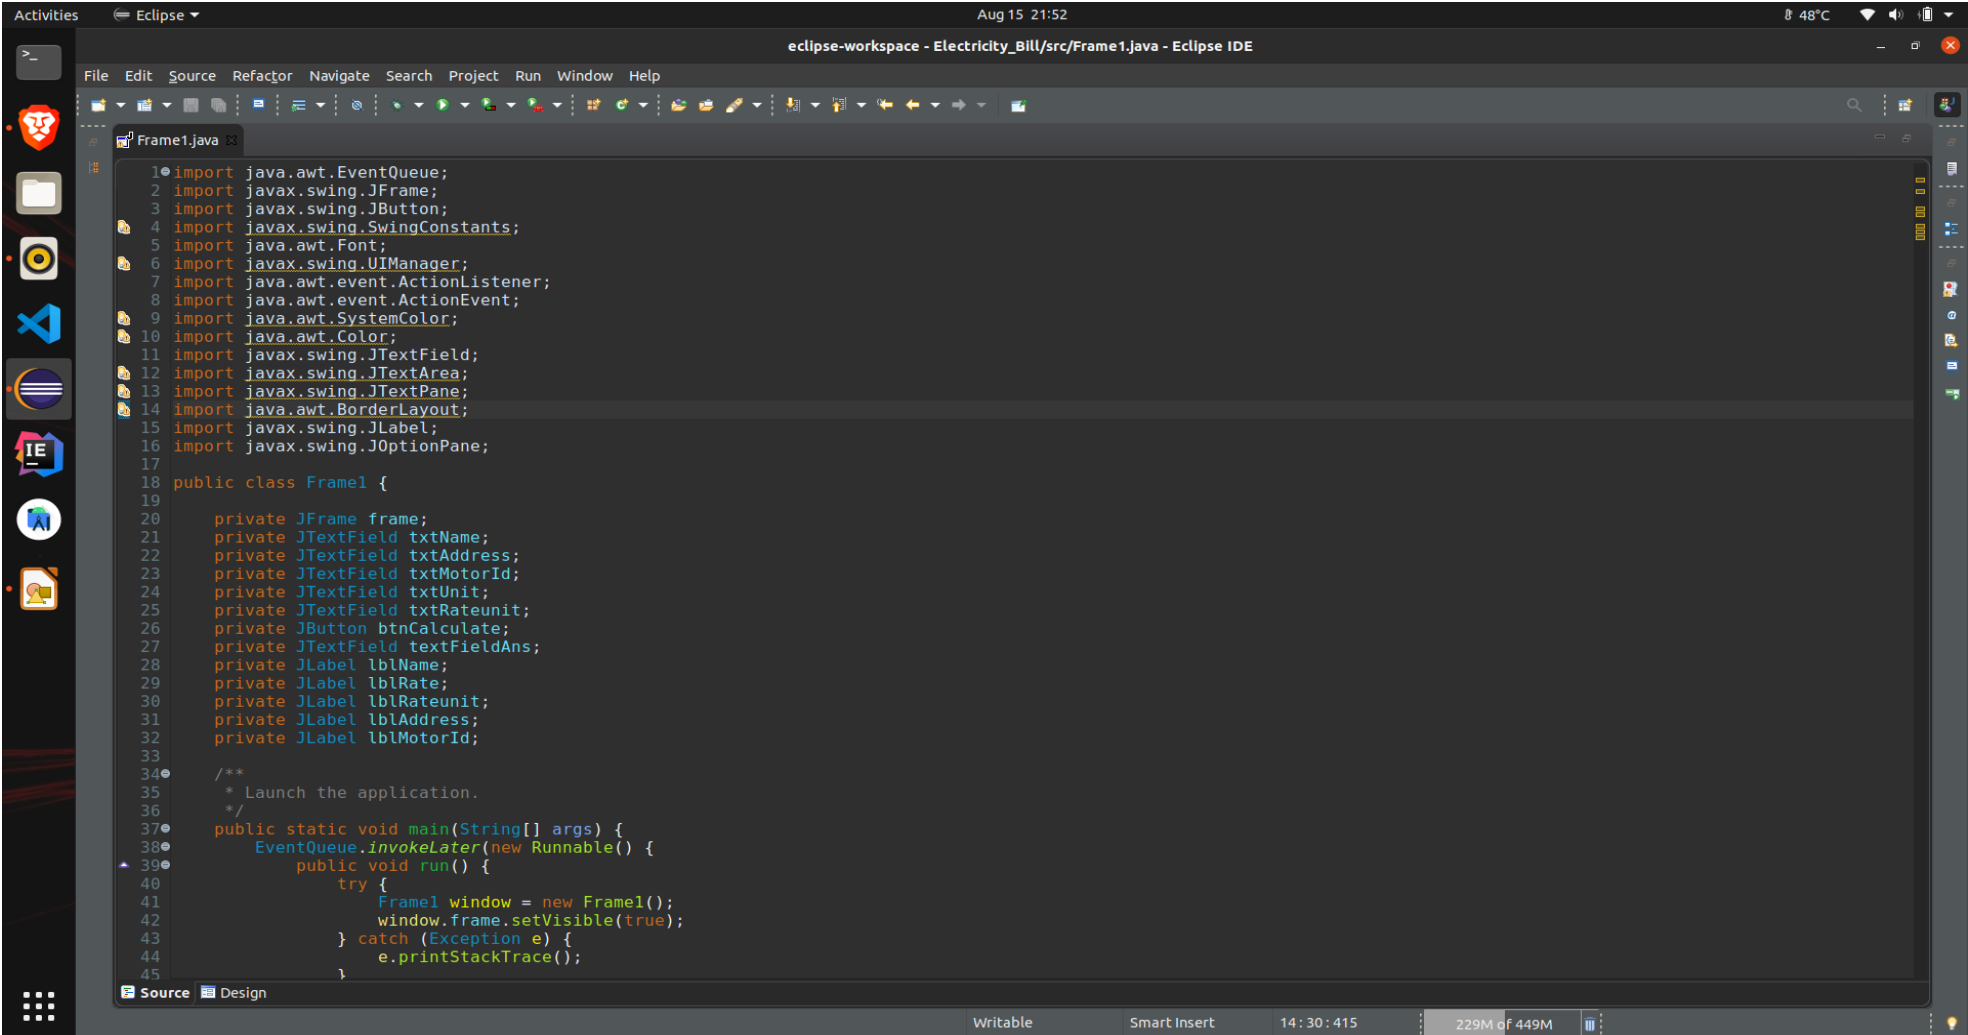 Activities Eclipse Aug 15 21:52 48°C
eclipse-workspace - Electricity_Bill/src/Frame1.java - Eclipse IDE
File Edit Source Refactor Navigate Search Project Run Window Help
Frame1.java
1 import java.awt.EventQueue;
2 import javax.swing.JFrame;
3 import javax.swing.JButton;
4 import javax.swing.SwingConstants;
5 import java.awt.Font;
6 import javax.swing.UIManager;
7 import java.awt.event.ActionListener;
8 import java.awt.event.ActionEvent;
9 import java.awt.SystemColor;
10 import java.awt.Color;
11 import javax.swing.JTextField;
12 import javax.swing.JTextArea;
13 import javax.swing.JTextPane;
14 import java.awt.BorderLayout;
15 import javax.swing.JLabel;
16 import javax.swing.JOptionPane;
17
18 public class Frame1 {
19
20 private JFrame frame;
21 private JTextField txtName;
22 private JTextField txtAddress;
23 private JTextField txtMotorId;
24 private JTextField txtUnit;
25 private JTextField txtRateunit;
26 private JButton btnCalculate;
27 private JTextField textFieldAns;
28 private JLabel lblName;
29 private JLabel lblRate;
30 private JLabel lblRateunit;
31 private JLabel lblAddress;
32 private JLabel lblMotorId;
33
34 /**
35 * Launch the application.
36 */
37 public static void main(String[] args) {
38 EventQueue.invokeLater(new Runnable() {
39 public void run() {
40 try {
41 Frame1 window = new Frame1();
42 window.frame.setVisible(true);
43 } catch (Exception e) {
44 e.printStackTrace();
45 }
Source Design
Writable Smart Insert 14:30:415 229M of 449M